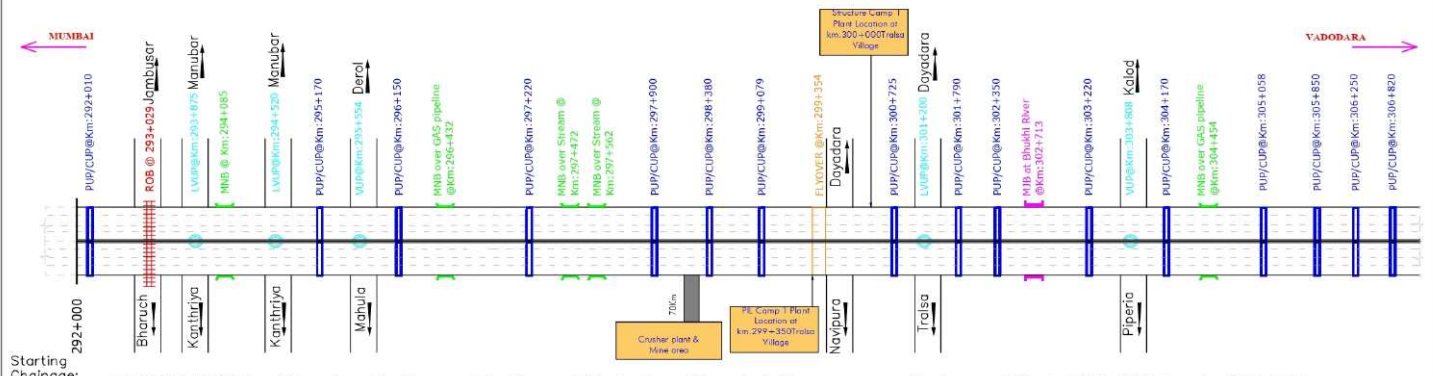 MUMBAI
VADODARA
Structure Camp 1
Plant Location at
km.300+000Tralsa
Village
PUP/CUP@Km:292+010
ROB @ 293+029
Jambusar
LVUP@Km:293+875
Manubar
MNB @ Km:294+085
LVUP@Km:294+520
Manubar
PUP/CUP@Km:295+170
VUP@Km:295+554
Derol
PUP/CUP@Km:296+150
MNB over GAS pipeline
@Km:296+432
PUP/CUP@Km:297+220
MNB over Stream @
Km:297+472
MNB over Stream @
Km:297+562
PUP/CUP@Km:297+900
PUP/CUP@Km:298+380
PUP/CUP@Km:299+079
FLYOVER @Km:299+354
Dayadara
PUP/CUP@Km:300+725
LVUP@Km:301+200
Dayadara
PUP/CUP@Km:301+790
PUP/CUP@Km:302+350
MJB at Bhukhi River
@Km:302+713
PUP/CUP@Km:303+220
VUP@Km:303+808
Kalod
PUP/CUP@Km:304+170
MNB over GAS pipeline
@Km:304+454
PUP/CUP@Km:305+058
PUP/CUP@Km:305+850
PUP/CUP@Km:306+250
PUP/CUP@Km:306+820
292+000
Bharuch
Kanthriya
Kanthriya
Mahula
70Km
Crusher plant &
Mine area
PIL Camp 1 Plant
Location at
km.299+350Tralsa
Village
Navipura
Tralsa
Piperia
Starting
Chainage: